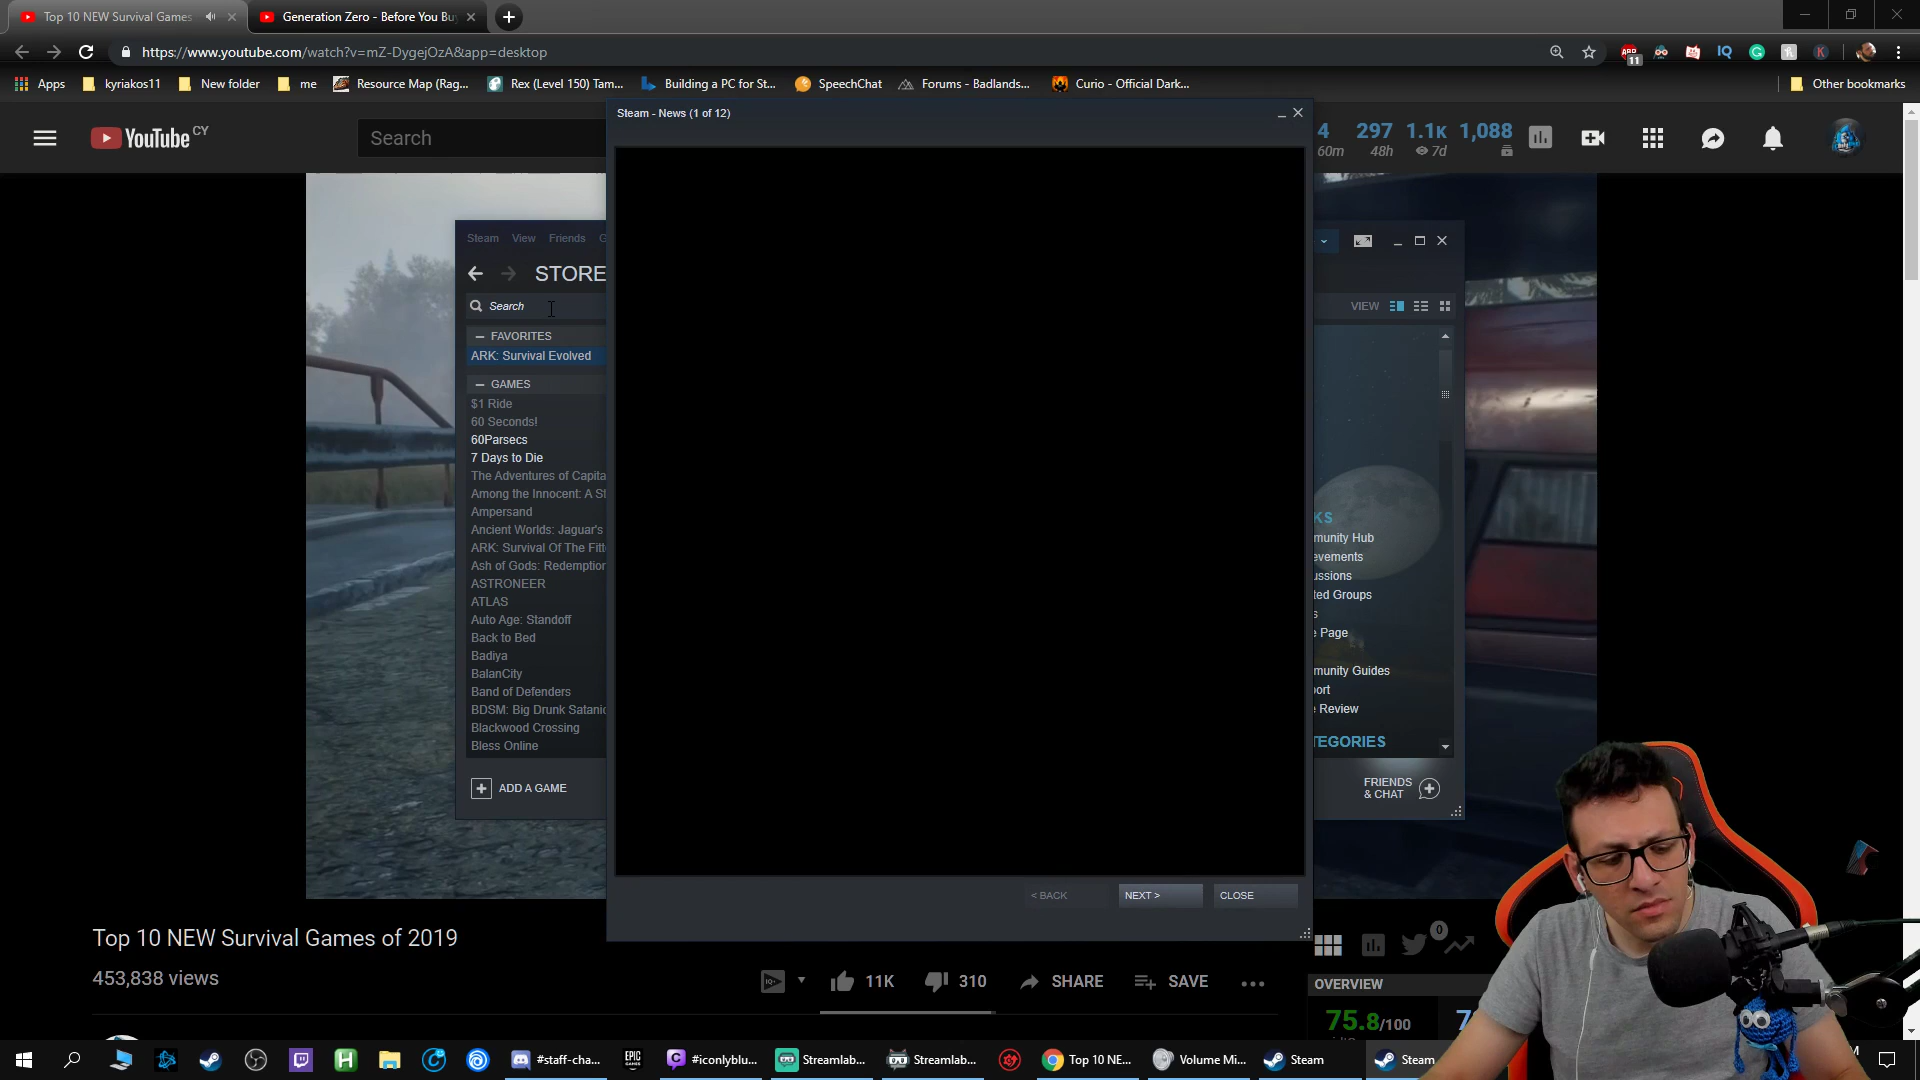 Top 10 NEW Survival Games
Generation Zero - Before You Bu
https://www.youtube.com/watch?v=mZ-DygejOzA&app=desktop
11
Apps
kyriakos11
New folder
me
Resource Map (Rag...
Rex (Level 150) Tam...
Building a PC for St...
SpeechChat
Forums - Badlands...
Curio - Official Dark...
Other bookmarks
YouTube CY
Search
Steam - News (1 of 12)
4 297 1.1K 1,088
60m 48h 7d
Steam View Friends G
STORE
Search
VIEW
FAVORITES
ARK: Survival Evolved
GAMES
$1 Ride
60 Seconds!
60Parsecs
7 Days to Die
The Adventures of Capita
Among the Innocent: A St
Ampersand
Ancient Worlds: Jaguar's
ARK: Survival Of The Fitt
Ash of Gods: Redemption
ASTRONEER
ATLAS
Auto Age: Standoff
Back to Bed
Badiya
BalanCity
Band of Defenders
BDSM: Big Drunk Satanic
Blackwood Crossing
Bless Online
KS
munity Hub
evements
ussions
ted Groups
s
e Page
munity Guides
port
e Review
TEGORIES
ADD A GAME
FRIENDS
& CHAT
< BACK
NEXT >
CLOSE
Top 10 NEW Survival Games of 2019
453,838 views
11K
310
SHARE
SAVE
0
OVERVIEW
75.8/100
#staff-cha...
EPIC
GAMES
#iconlyblu...
Streamlab...
Streamlab...
Top 10 NE...
Volume Mi...
Steam
Steam